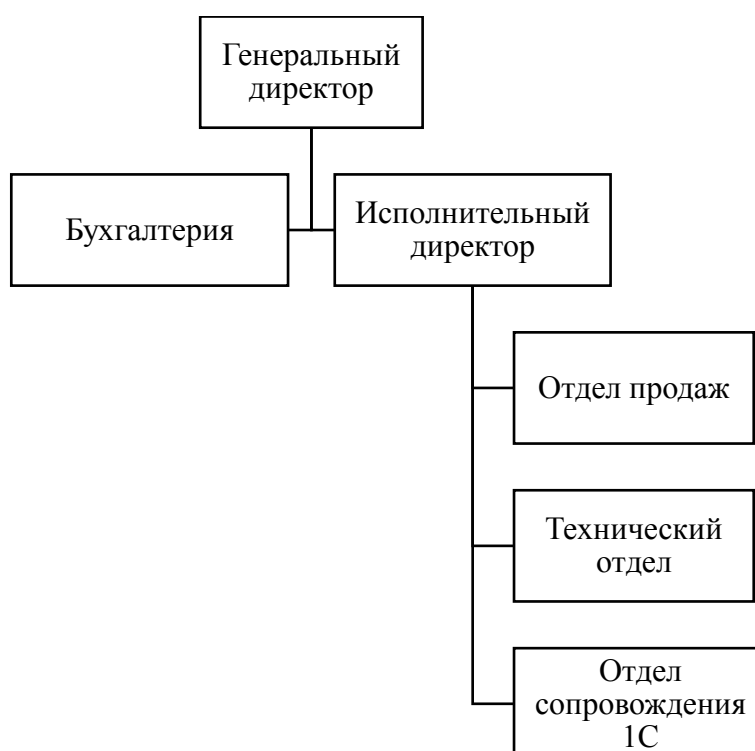 Генеральный
директор
Бухгалтерия
Исполнительный
директор
Отдел продаж
Технический
отдел
Отдел
сопровождения
1С